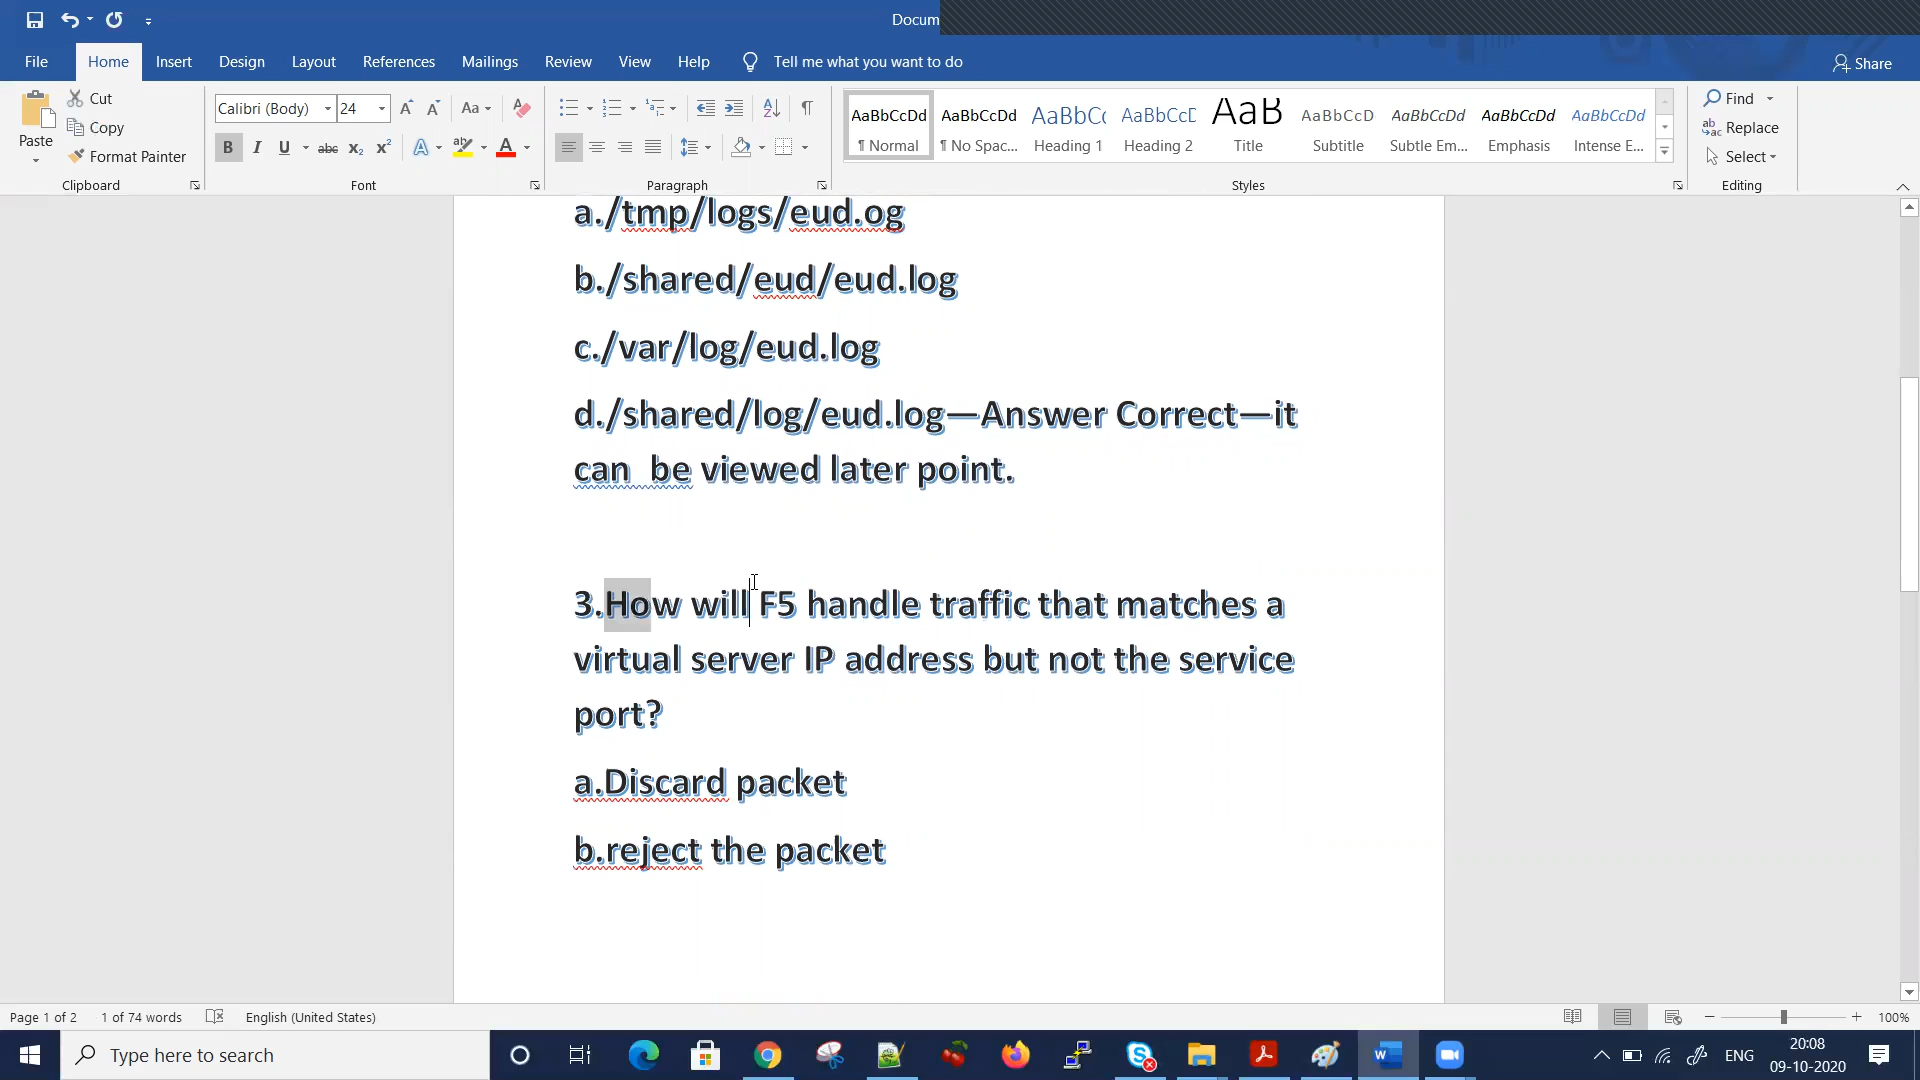 Docum
File Home Insert Design Layout References Mailings Review View Help Tell me what you want to do Share
Paste Cut Copy Format Painter Clipboard
Calibri (Body) 24 Aa Font
Paragraph
AaBbCcDd ¶ Normal
AaBbCcDd ¶ No Spac...
AaBbCc Heading 1
AaBbCcE Heading 2
AaB Title
AaBbCcD Subtitle
AaBbCcDd Subtle Em...
AaBbCcDd Emphasis
AaBbCcDd Intense E...
Styles
Find
Replace
Select
Editing
a./tmp/logs/eud.og
b./shared/eud/eud.log
c./var/log/eud.log
d./shared/log/eud.log—Answer Correct—it
can be viewed later point.
3.How will F5 handle traffic that matches a
virtual server IP address but not the service
port?
a.Discard packet
b.reject the packet
Page 1 of 2 1 of 74 words English (United States) 100%
Type here to search ENG 20:08
09-10-2020